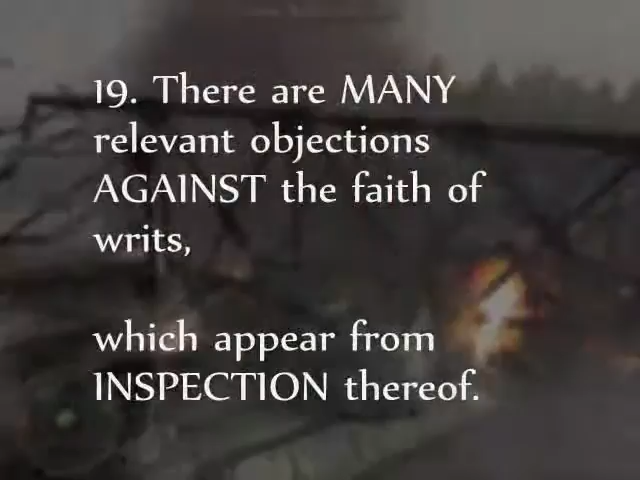 19. There are MANY
relevant objections
AGAINST the faith of
writs,
which appear from
INSPECTION thereof.